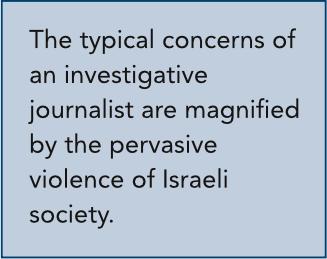 The typical concerns of
an investigative
journalist are magnified
by the pervasive
violence of Israeli
society.